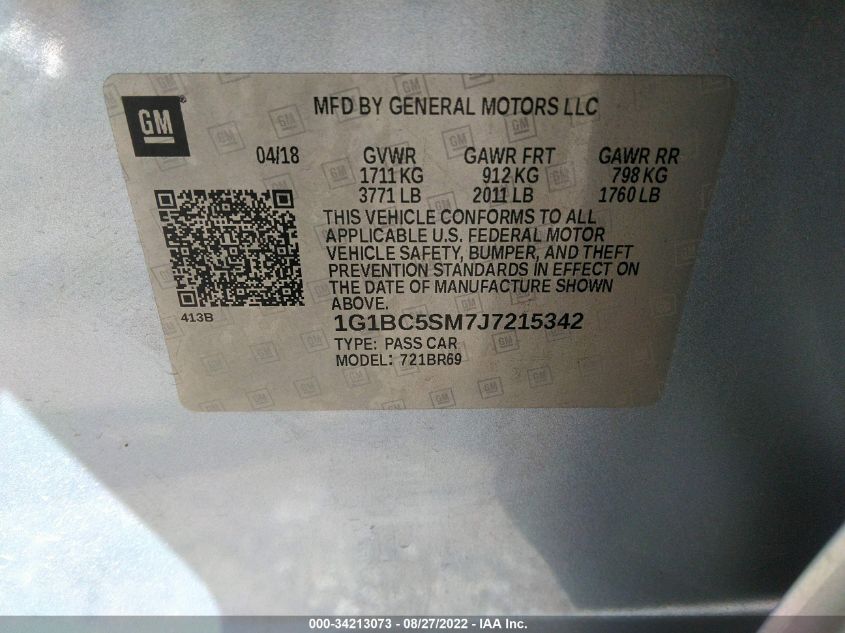 GM ®
MFD BY GENERAL MOTORS LLC
04/18 GVWR GAWR FRT GAWR RR
1711 KG 912 KG 798 KG
3771 LB 2011 LB 1760 LB
THIS VEHICLE CONFORMS TO ALL
APPLICABLE U.S. FEDERAL MOTOR
VEHICLE SAFETY, BUMPER, AND THEFT
PREVENTION STANDARDS IN EFFECT ON
THE DATE OF MANUFACTURE SHOWN
ABOVE.
413B
1G1BC5SM7J7215342
TYPE: PASS CAR
MODEL: 721BR69
000-34213073 - 08/27/2022 - IAA Inc.